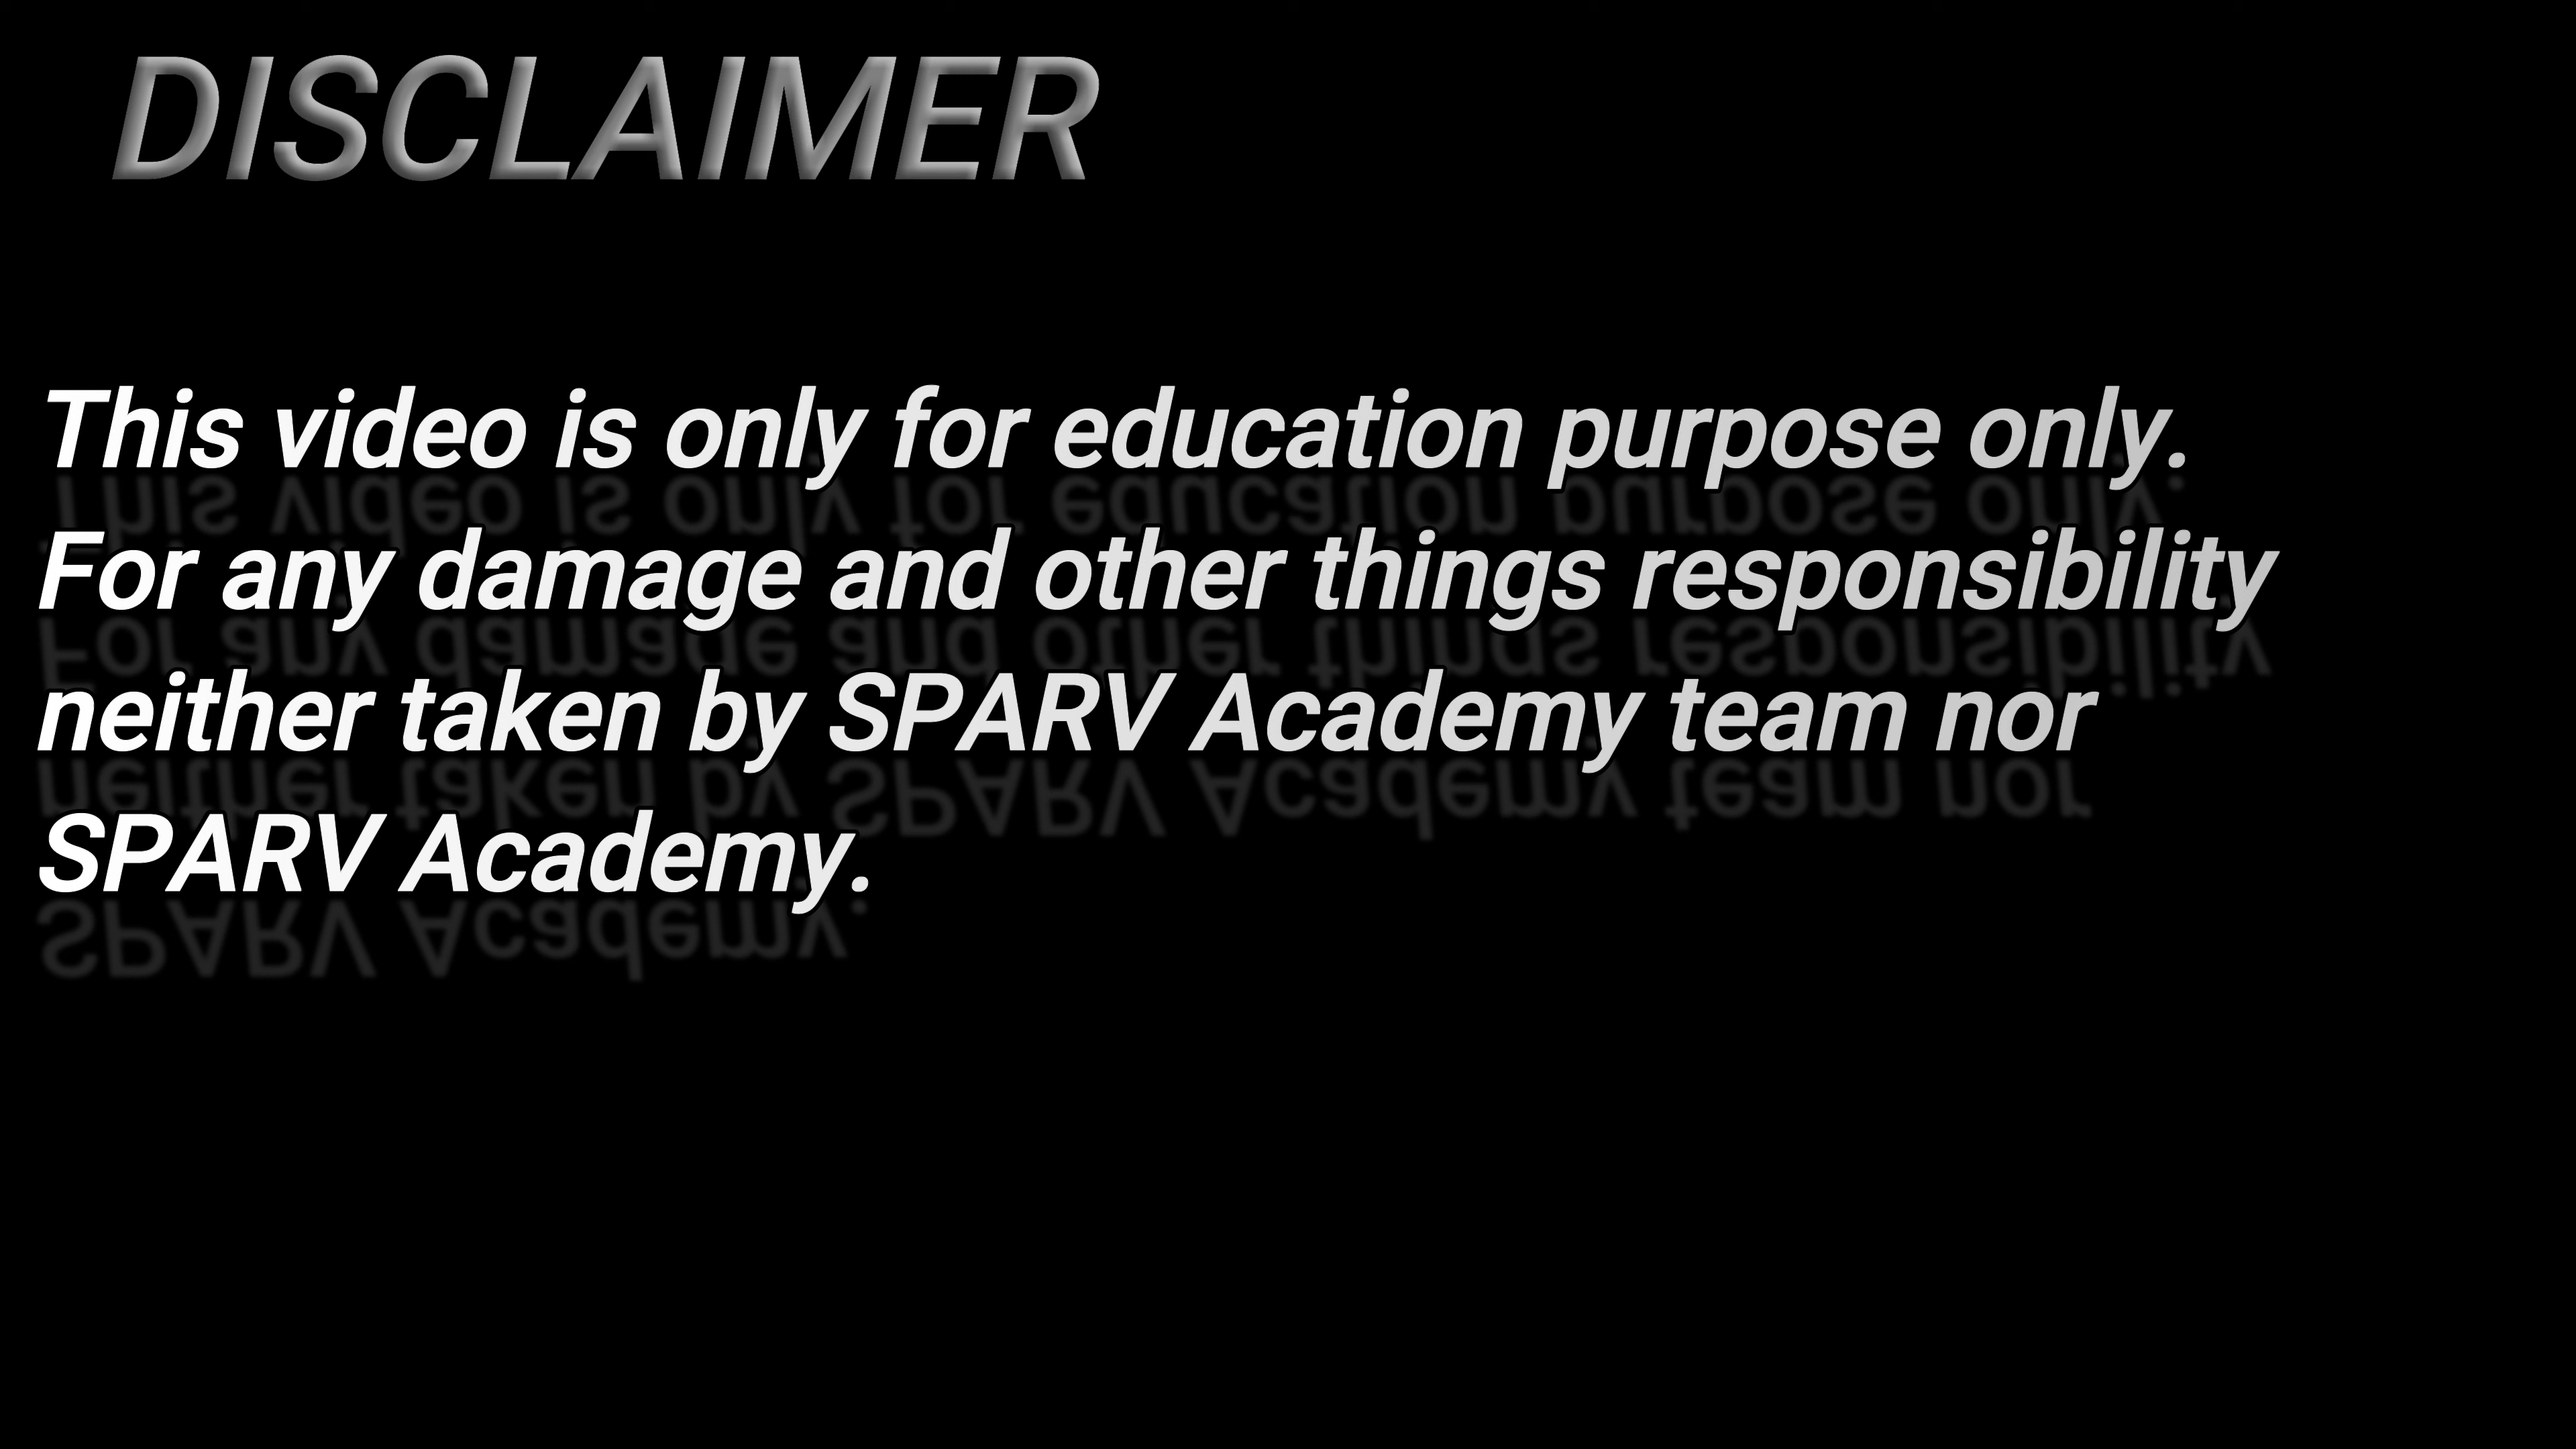 DISCLAIMER
This video is only for education purpose only.
For any damage and other things responsibility
neither taken by SPARV Academy team nor
SPARV Academy.